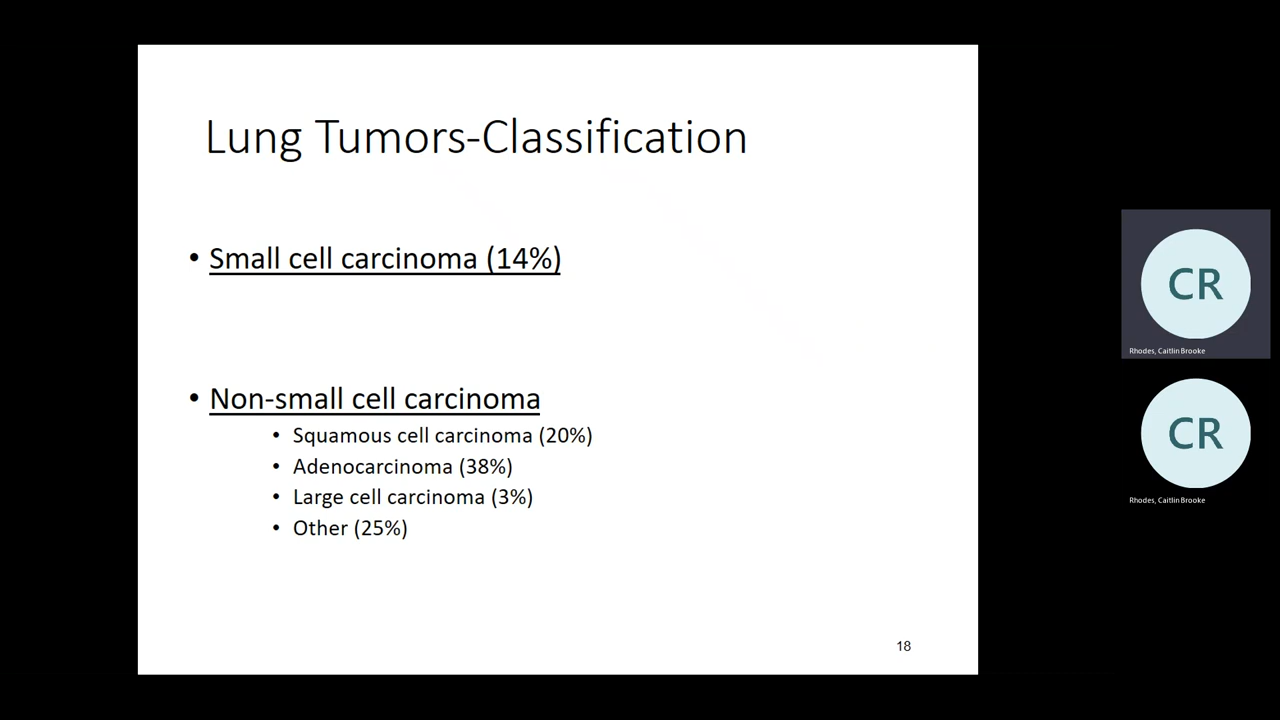 Lung Tumors-Classification
• Small cell carcinoma (14%)
• Non-small cell carcinoma
• Squamous cell carcinoma (20%)
• Adenocarcinoma (38%)
• Large cell carcinoma (3%)
• Other (25%)
18
CR
Rhodes, Caitlin Brooke
CR
Rhodes, Caitlin Brooke